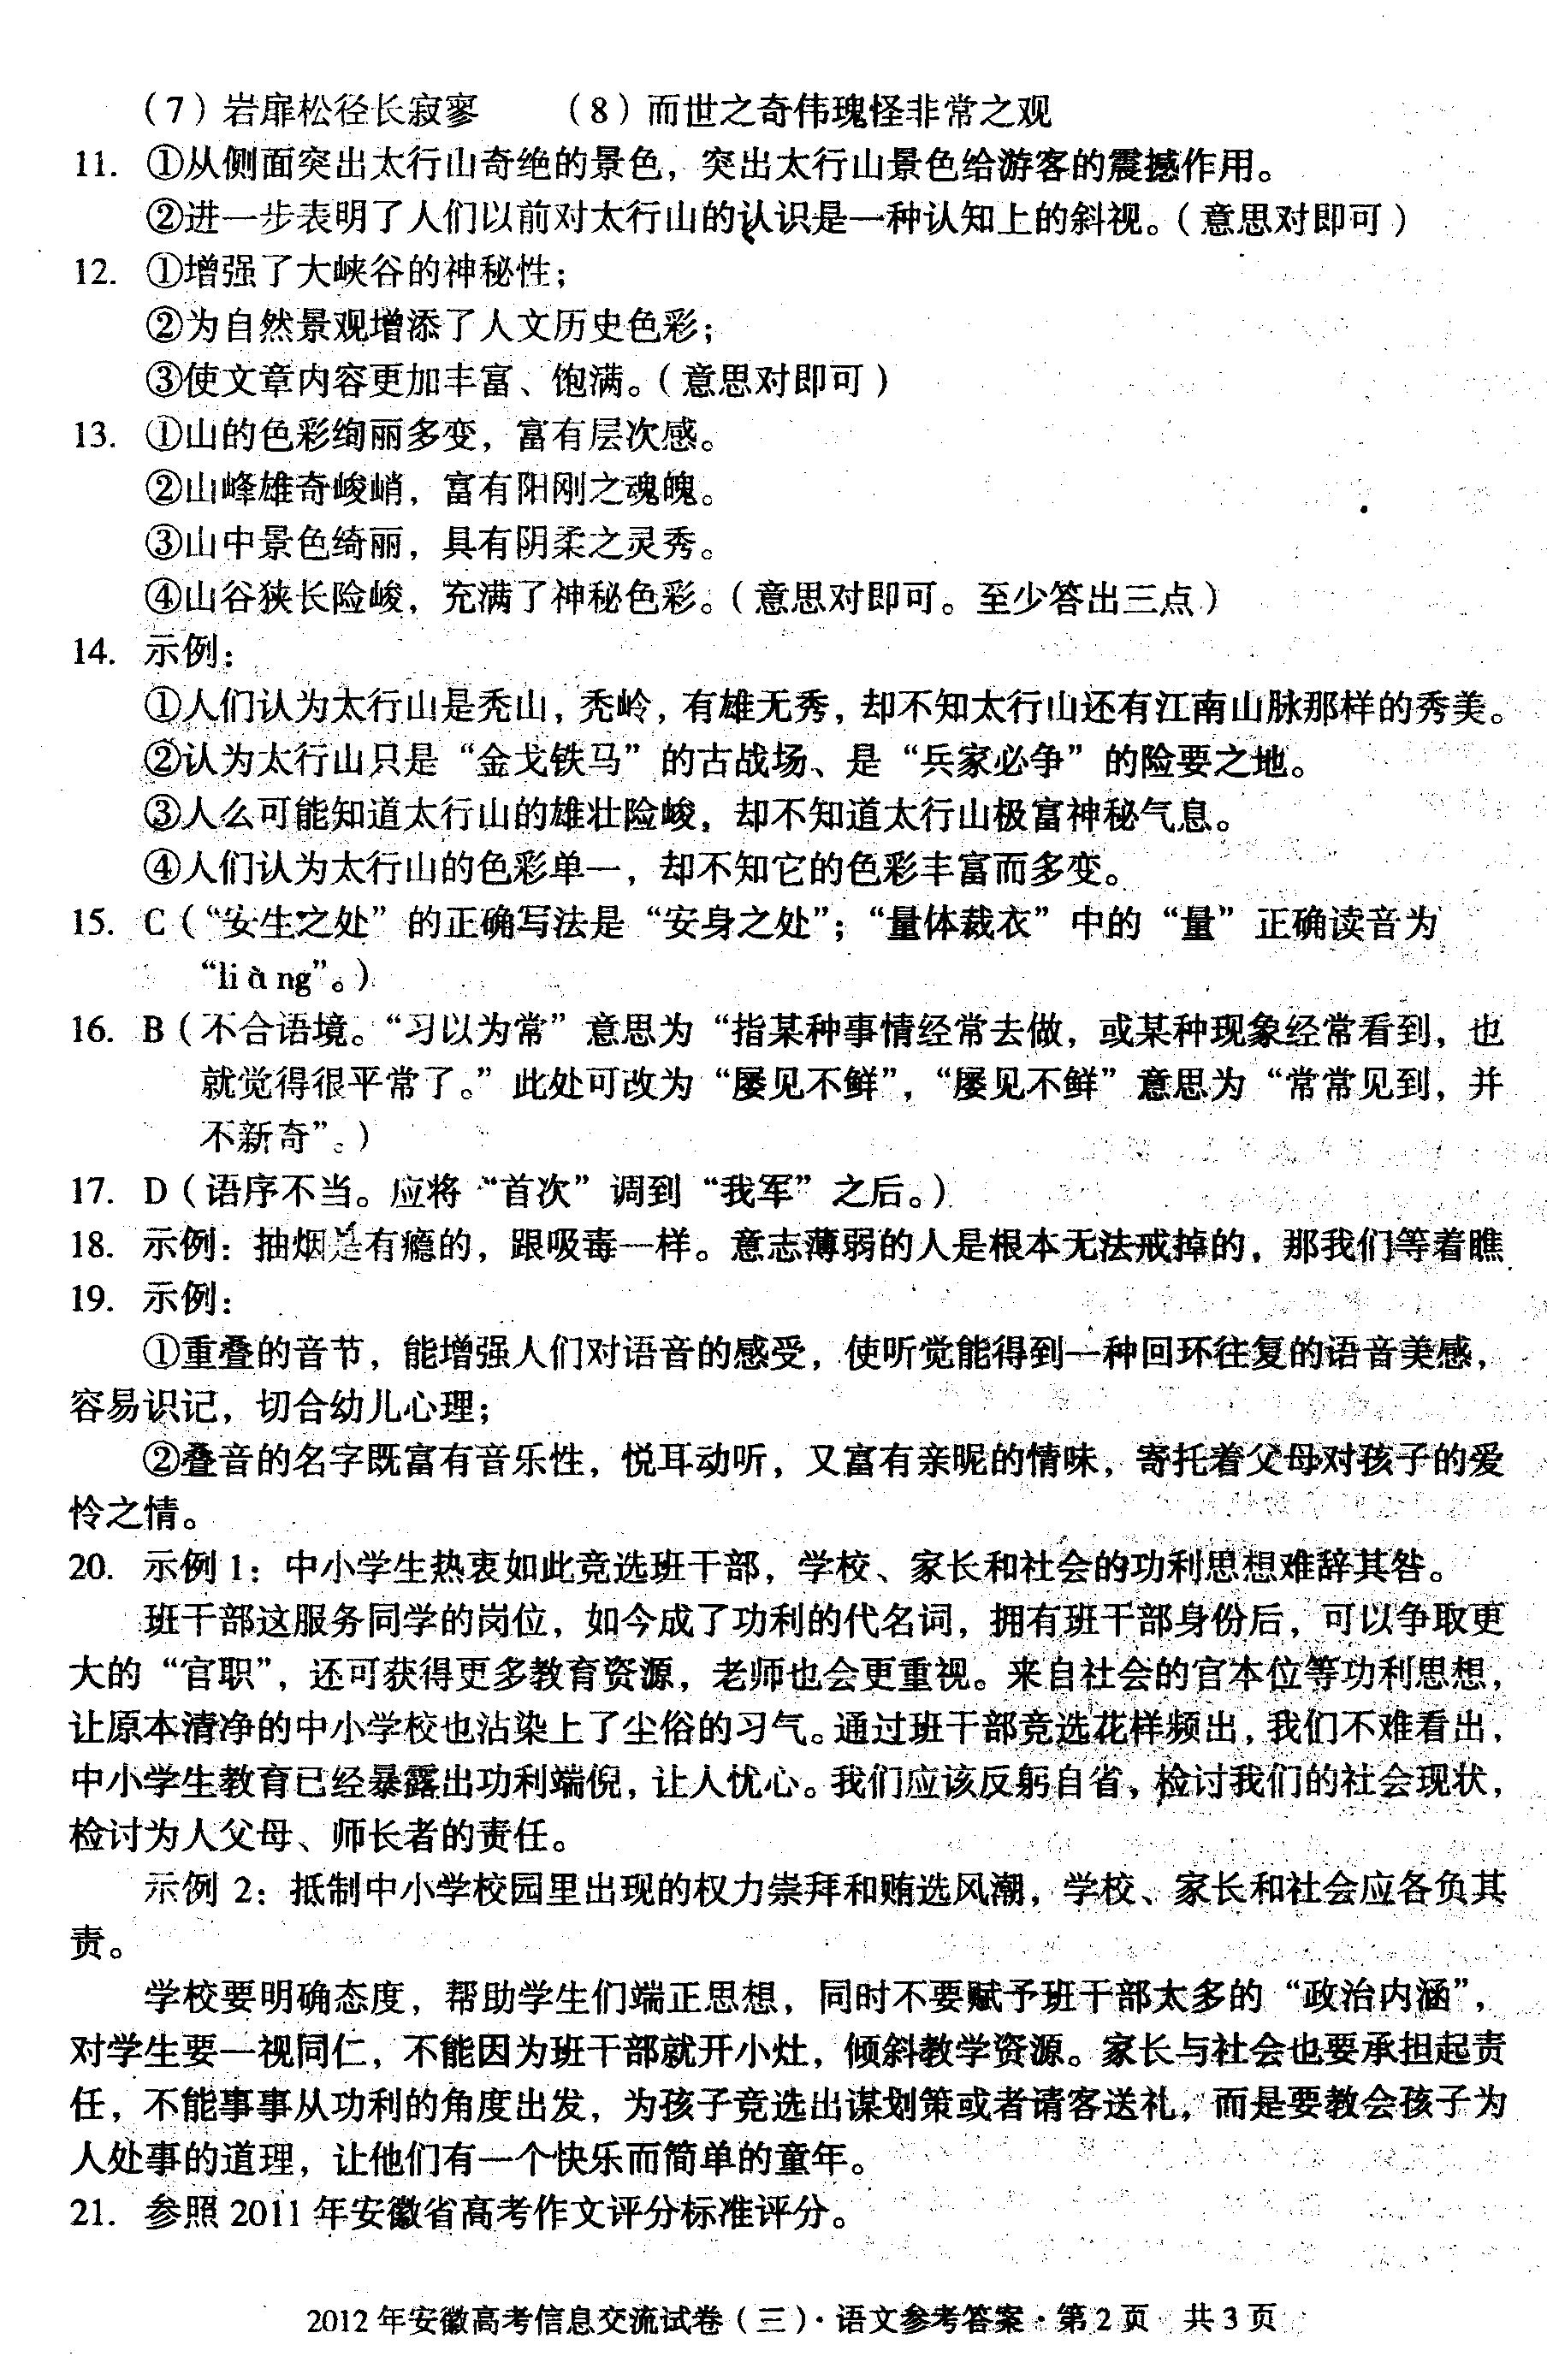 （7）岩扉松径长寂寥　　（8）而世之奇伟瑰怪非常之观
11. ①从侧面突出太行山奇绝的景色，突出太行山景色给游客的震撼作用。
②进一步表明了人们以前对太行山的认识是一种认知上的斜视。（意思对即可）
12. ①增强了大峡谷的神秘性；
②为自然景观增添了人文历史色彩；
③使文章内容更加丰富、饱满。（意思对即可）
13. ①山的色彩绚丽多变，富有层次感。
②山峰雄奇峻峭，富有阳刚之魂魄。
③山中景色绮丽，具有阴柔之灵秀。
④山谷狭长险峻，充满了神秘色彩。（意思对即可。至少答出三点）
14. 示例：
①人们认为太行山是秃山，秃岭，有雄无秀，却不知太行山还有江南山脉那样的秀美。
②认为太行山只是“金戈铁马”的古战场、是“兵家必争”的险要之地。
③人么可能知道太行山的雄壮险峻，却不知道太行山极富神秘气息。
④人们认为太行山的色彩单一，却不知它的色彩丰富而多变。
15. C（“安生之处”的正确写法是“安身之处”；“量体裁衣”中的“量”正确读音为
“liàng”。）
16. B（不合语境。“习以为常”意思为“指某种事情经常去做，或某种现象经常看到，也
就觉得很平常了。”此处可改为“屡见不鲜”，“屡见不鲜”意思为“常常见到，并
不新奇”。）
17. D（语序不当。应将“首次”调到“我军”之后。）
18. 示例：抽烟是有瘾的，跟吸毒一样。意志薄弱的人是根本无法戒掉的，那我们等着瞧
19. 示例：
①重叠的音节，能增强人们对语音的感受，使听觉能得到一种回环往复的语音美感，
容易识记，切合幼儿心理；
②叠音的名字既富有音乐性，悦耳动听，又富有亲昵的情味，寄托着父母对孩子的爱
怜之情。
20. 示例 1：中小学生热衷如此竞选班干部，学校、家长和社会的功利思想难辞其咎。
班干部这服务同学的岗位，如今成了功利的代名词，拥有班干部身份后，可以争取更
大的“官职”，还可获得更多教育资源，老师也会更重视。来自社会的官本位等功利思想，
让原本清净的中小学校也沾染上了尘俗的习气。通过班干部竞选花样频出，我们不难看出，
中小学生教育已经暴露出功利端倪，让人忧心。我们应该反躬自省，检讨我们的社会现状，
检讨为人父母、师长者的责任。
示例 2：抵制中小学校园里出现的权力崇拜和贿选风潮，学校、家长和社会应各负其
责。
学校要明确态度，帮助学生们端正思想，同时不要赋予班干部太多的“政治内涵”，
对学生要一视同仁，不能因为班干部就开小灶，倾斜教学资源。家长与社会也要承担起责
任，不能事事从功利的角度出发，为孩子竞选出谋划策或者请客送礼，而是要教会孩子为
人处事的道理，让他们有一个快乐而简单的童年。
21. 参照 2011 年安徽省高考作文评分标准评分。
2012 年安徽高考信息交流试卷（三）·语文参考答案·第 2 页 共 3 页